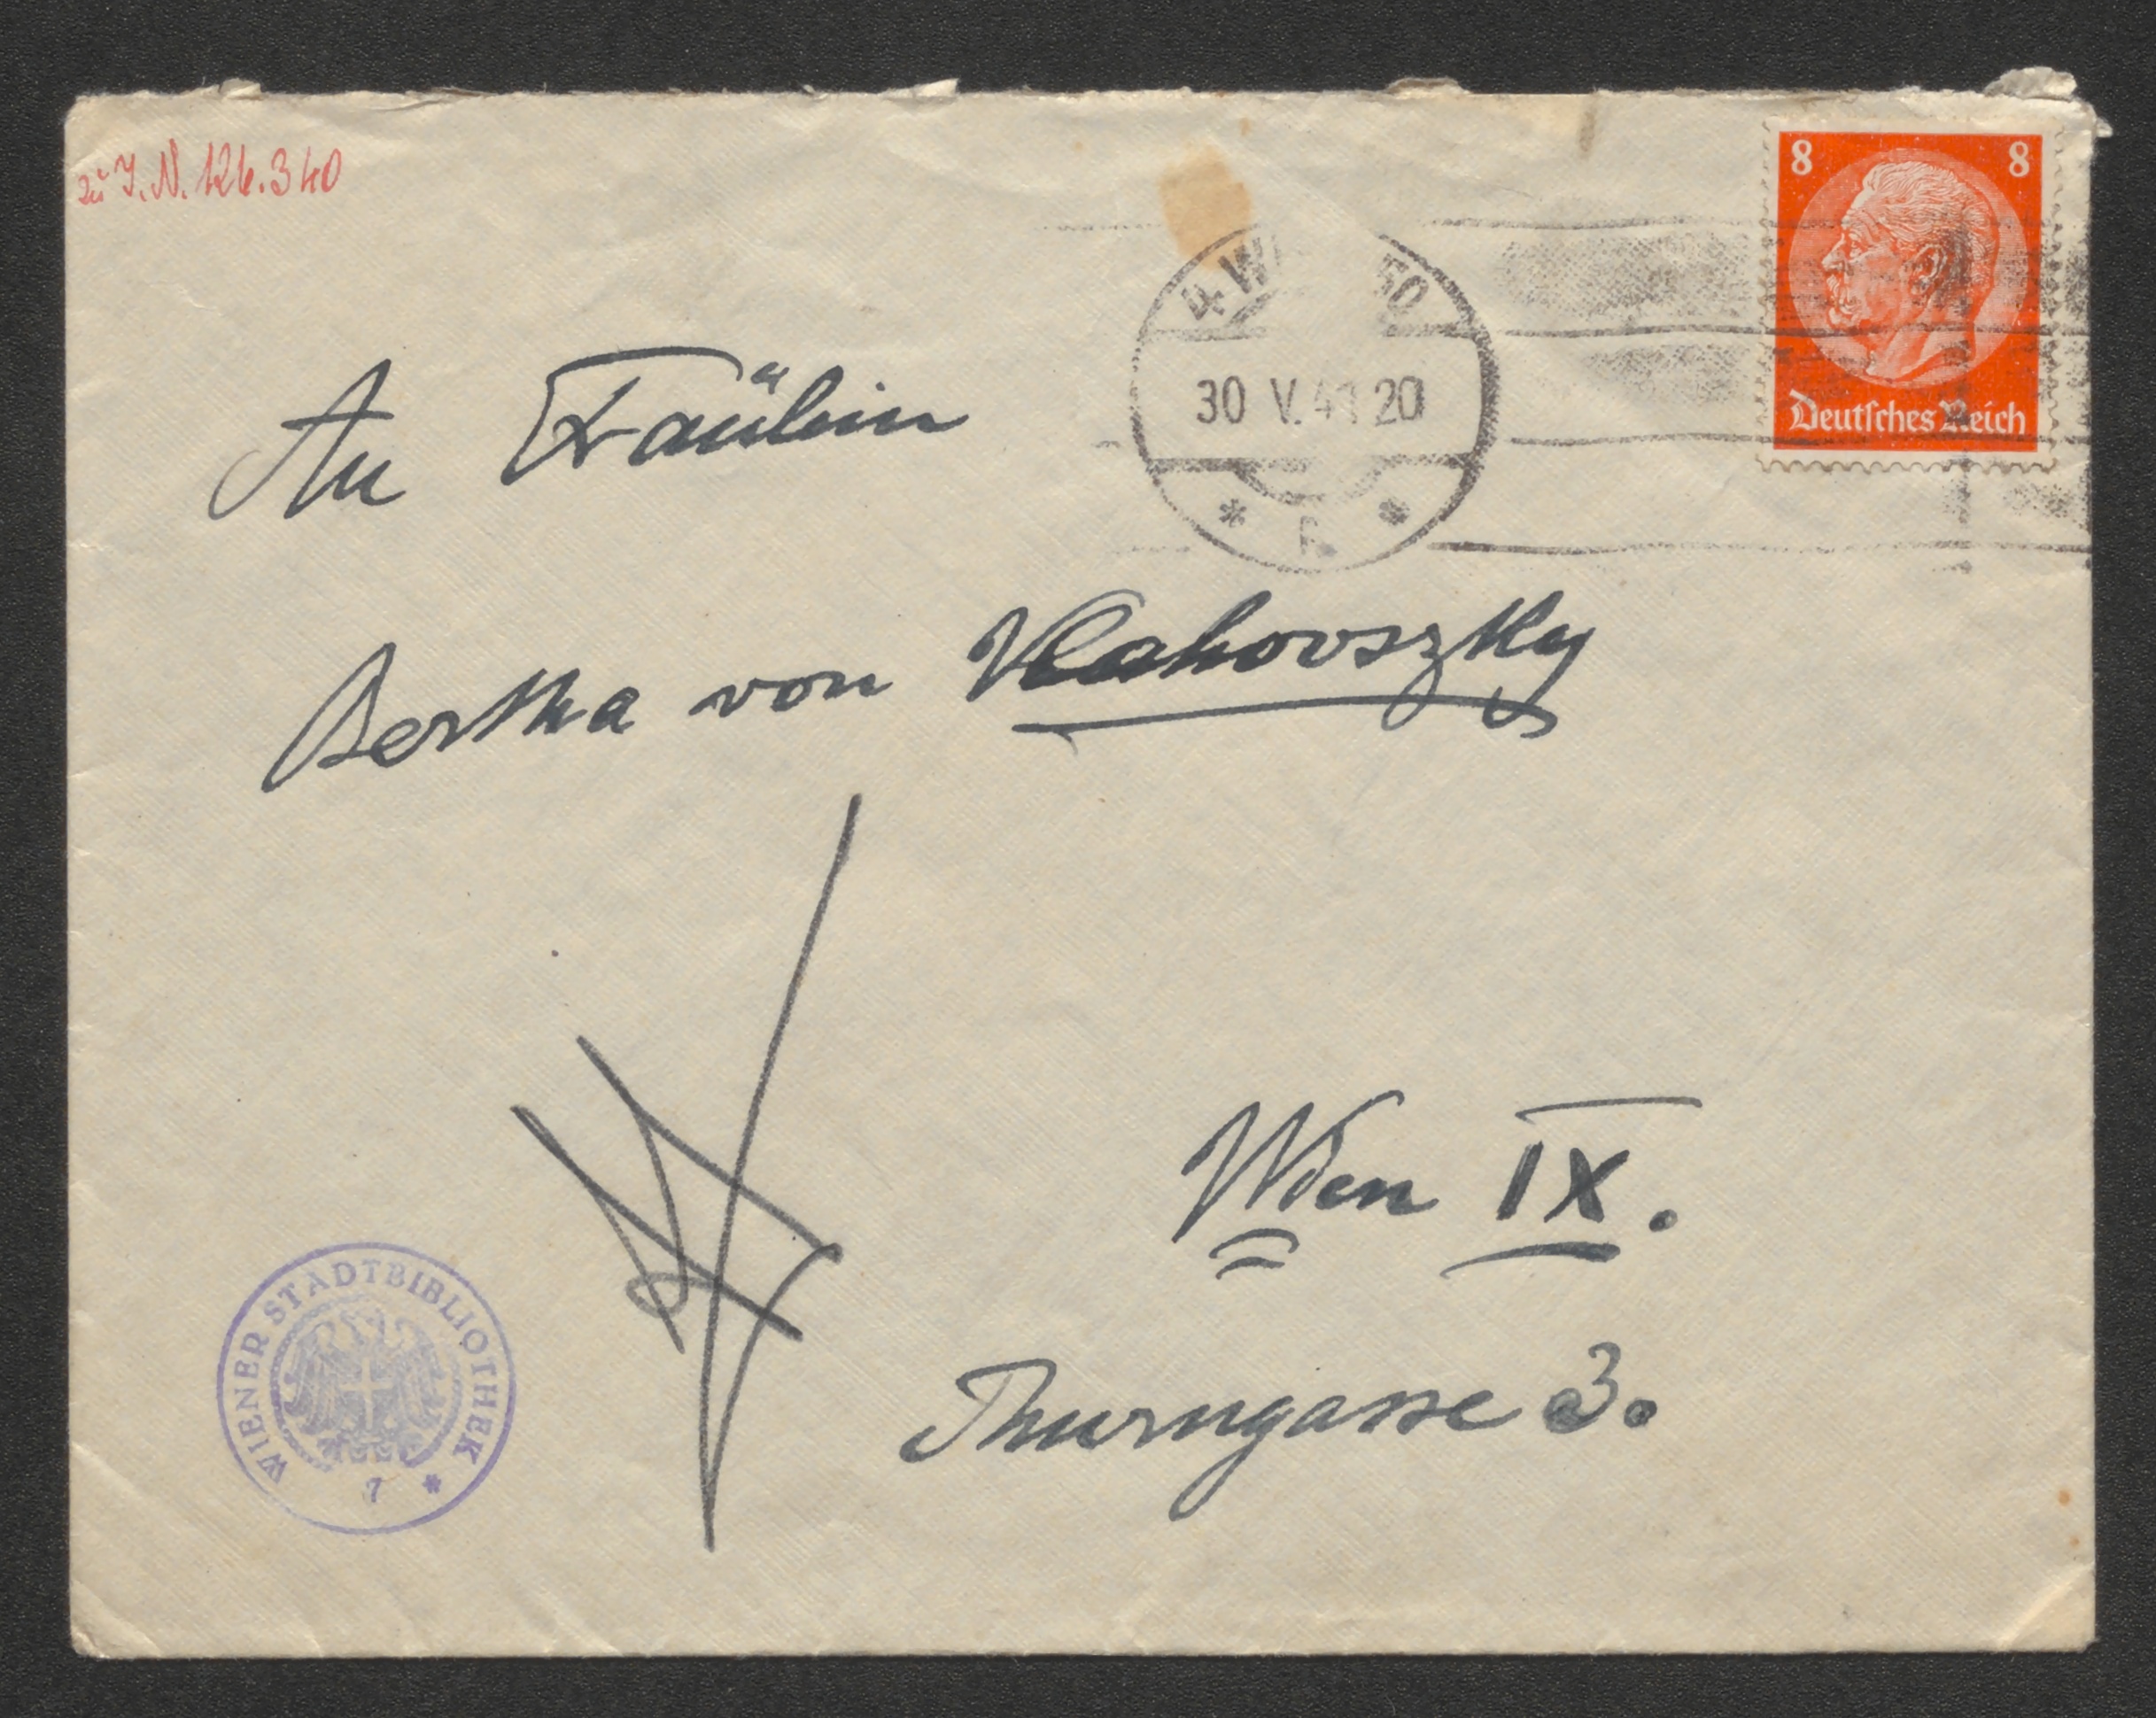 zu I.N. 126.340
8 8
Deutsches Reich
30 V. 41 20
An Fräulein
Bertha von Vlahovszky
Wien IX.
Thurngasse 3.
WIENER STADTBIBLIOTHEK
7 *